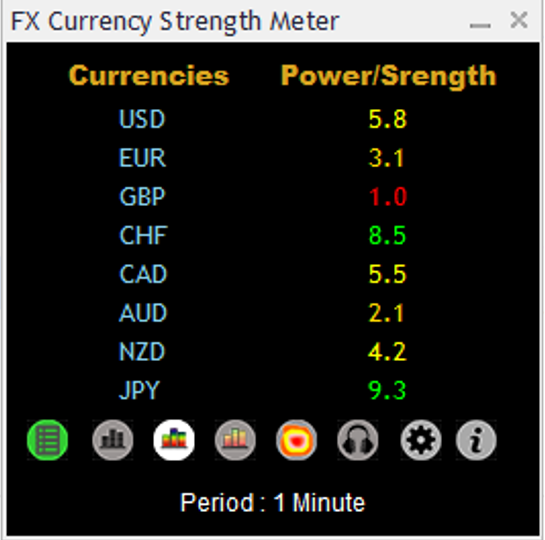 FX Currency Strength Meter
Currencies Power/Srength
USD 5.8
EUR 3.1
GBP 1.0
CHF 8.5
CAD 5.5
AUD 2.1
NZD 4.2
JPY 9.3
i
Period : 1 Minute